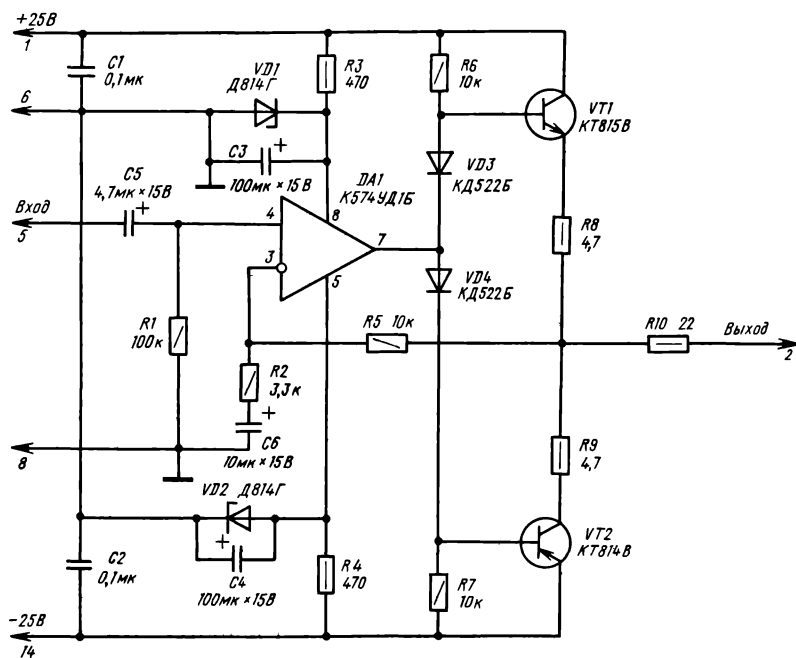 +25В
1
C1
0,1мк
VD1
Д814Г
R3
470
R6
10к
VT1
КТ815В
6
C3
+
100мк×15В
VD3
КД522Б
C5
4,7мк×15В
+
DA1
К574УД1Б
Вход
5
4
8
7
3
5
R8
4,7
VD4
КД522Б
R1
100к
R5 10к
R10 22
Выход
2
R2
3,3к
+
C6
10мк×15В
8
R9
4,7
VD2 Д814Г
+
C4
100мк×15В
C2
0,1мк
R4
470
R7
10к
VT2
КТ814В
-25В
14